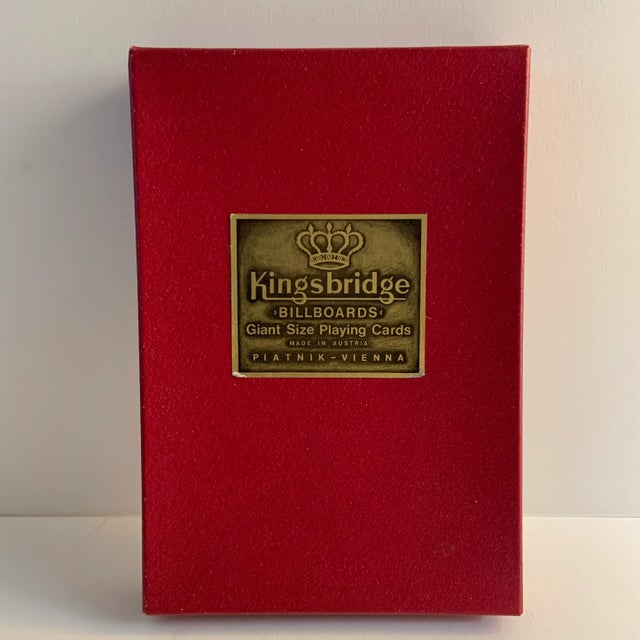 Kingsbridge
›BILLBOARDS‹
Giant Size Playing Cards
MADE IN AUSTRIA
PIATNIK–VIENNA